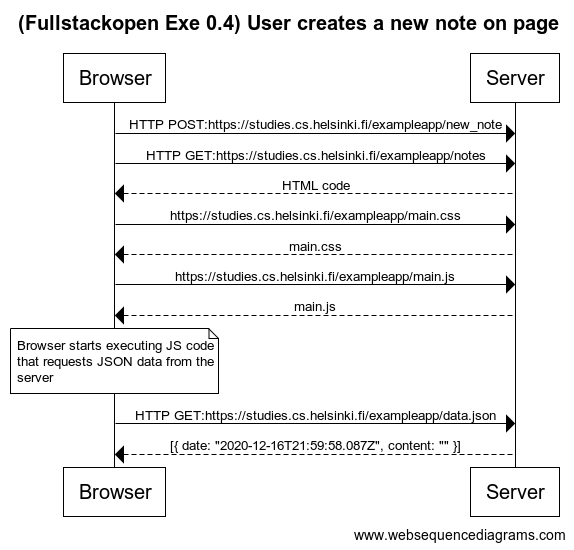 (Fullstackopen Exe 0.4) User creates a new note on page
Browser
Server
HTTP POST:https://studies.cs.helsinki.fi/exampleapp/new_note
HTTP GET:https://studies.cs.helsinki.fi/exampleapp/notes
HTML code
https://studies.cs.helsinki.fi/exampleapp/main.css
main.css
https://studies.cs.helsinki.fi/exampleapp/main.js
main.js
Browser starts executing JS code
that requests JSON data from the
server
HTTP GET:https://studies.cs.helsinki.fi/exampleapp/data.json
[{ date: "2020-12-16T21:59:58.087Z", content: "" }]
Browser
Server
www.websequencediagrams.com